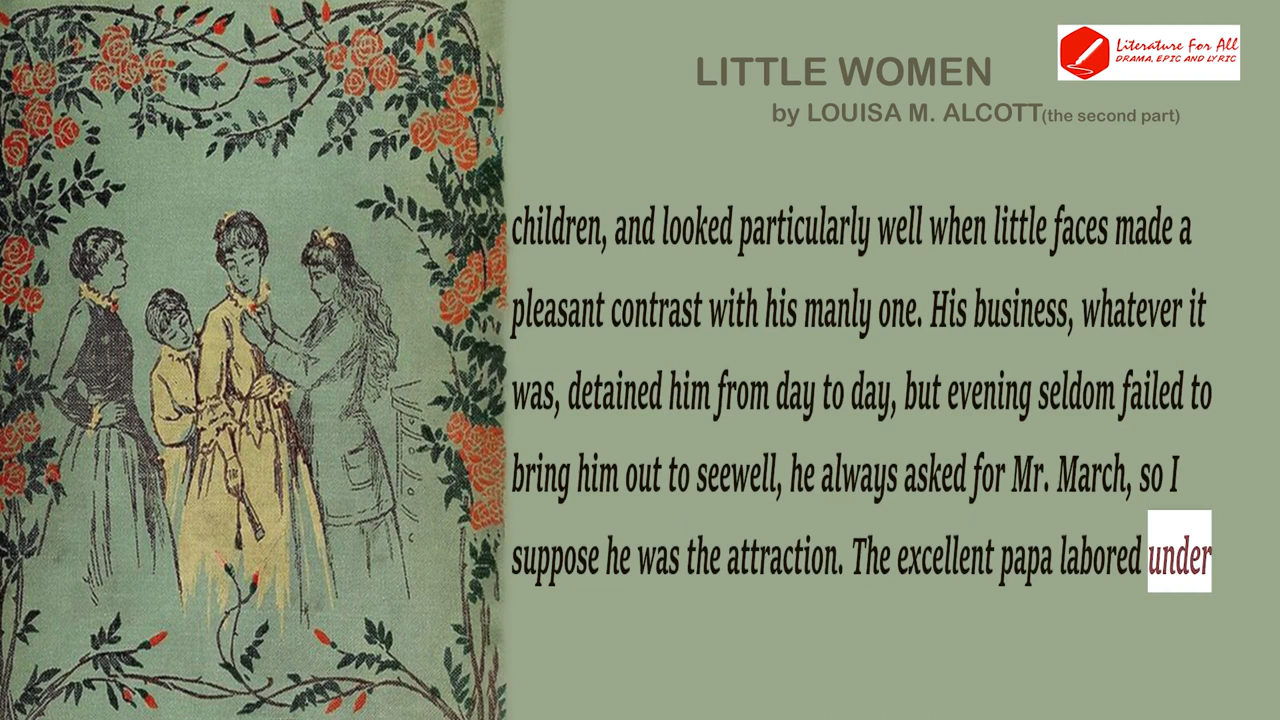 LITTLE WOMEN
by LOUISA M. ALCOTT(the second part)
Literature For All
DRAMA, EPIC AND LYRIC
children, and looked particularly well when little faces made a
pleasant contrast with his manly one. His business, whatever it
was, detained him from day to day, but evening seldom failed to
bring him out to seewell, he always asked for Mr. March, so I
suppose he was the attraction. The excellent papa labored under